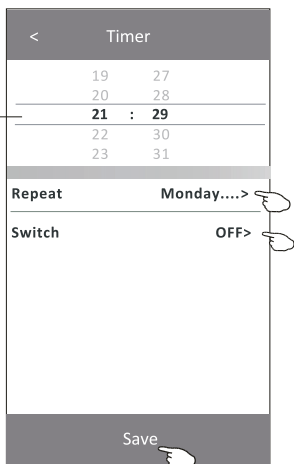 < Timer
19 27
20 28
21 : 29
22 30
23 31
Repeat Monday....>
Switch OFF>
Save